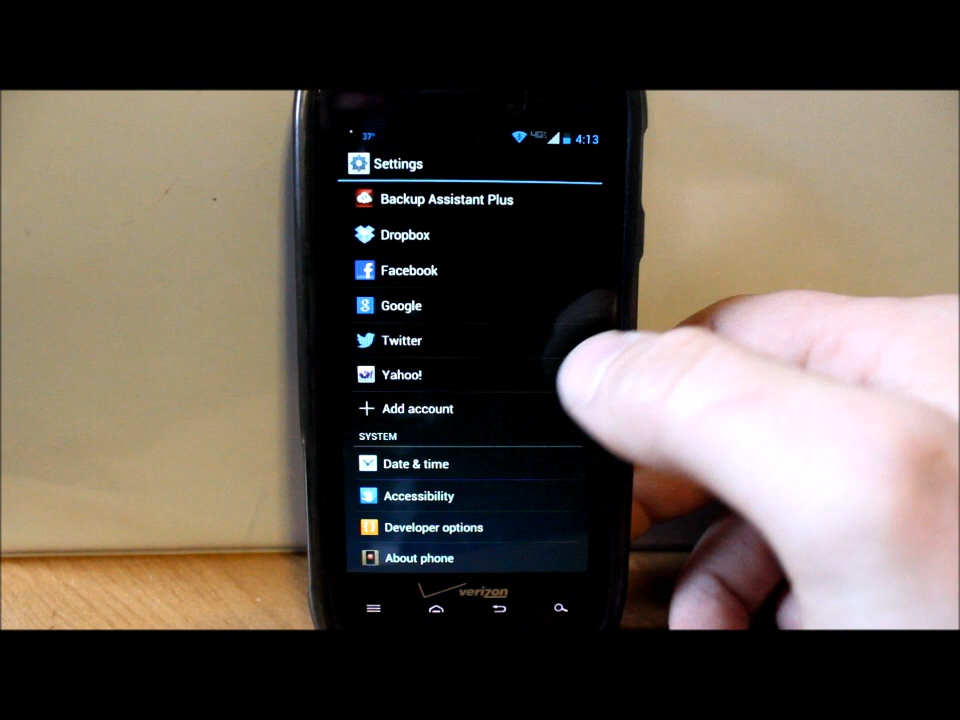 37° 4G 4:13
Settings
Backup Assistant Plus
Dropbox
Facebook
Google
Twitter
Yahoo!
Add account
SYSTEM
Date & time
Accessibility
Developer options
About phone
verizon